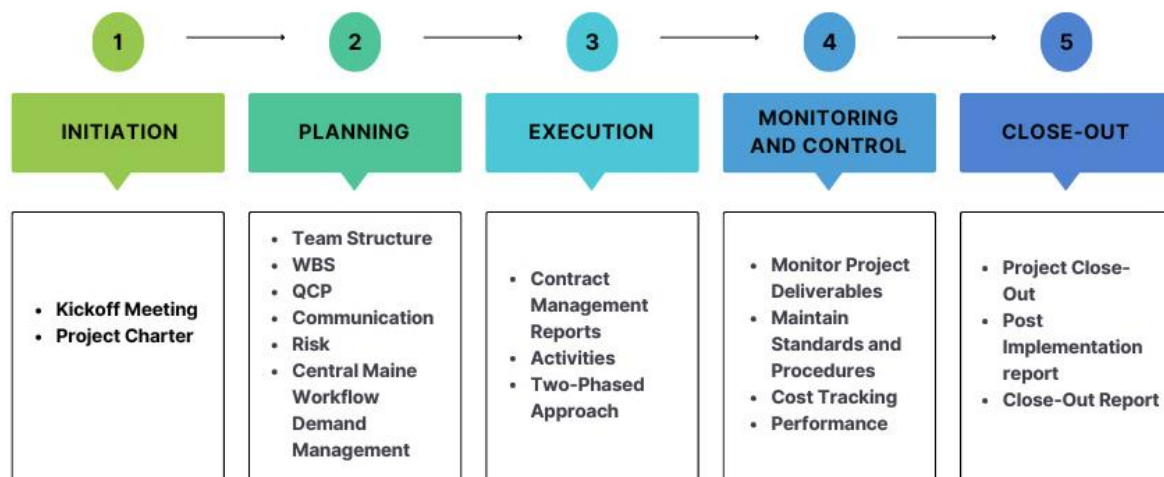 1
2
3
4
5
INITIATION
PLANNING
EXECUTION
MONITORING
AND CONTROL
CLOSE-OUT
• Kickoff Meeting
• Project Charter
• Team Structure
• WBS
• QCP
• Communication
• Risk
• Central Maine
Workflow
Demand
Management
• Contract
Management
Reports
• Activities
• Two-Phased
Approach
• Monitor Project
Deliverables
• Maintain
Standards and
Procedures
• Cost Tracking
• Performance
• Project Close-
Out
• Post
Implementation
report
• Close-Out Report